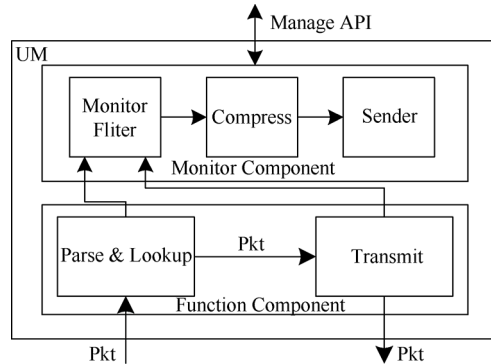 Manage API
UM
Monitor
Fliter
Compress
Sender
Monitor Component
Parse & Lookup
Pkt
Transmit
Function Component
Pkt
Pkt